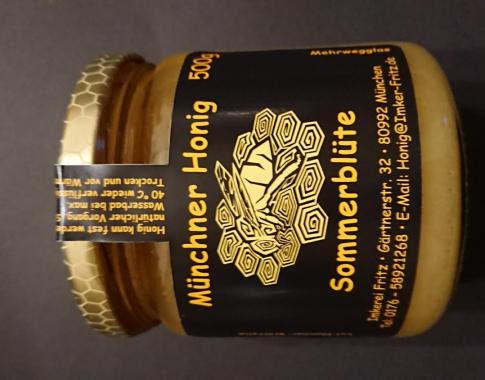 Münchner Honig 500g
Sommerblüte
Imkerei Fritz · Gärtnerstr. 32 · 80992 München
Tel: 0176 - 58921268 · E-Mail: Honig@Imker-Fritz.de
Mehrwegglas
Honig kann fest werde
natürlicher Vorgang
Wasserbad bei max.
40 °C wieder verflüss
Trocken und vor Wärm